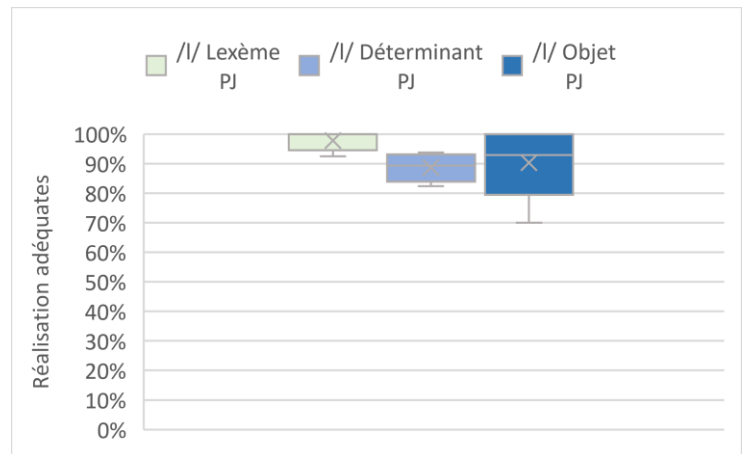 /l/ Lexème PJ
/l/ Déterminant PJ
/l/ Objet PJ
Réalisation adéquates
100%
90%
80%
70%
60%
50%
40%
30%
20%
10%
0%